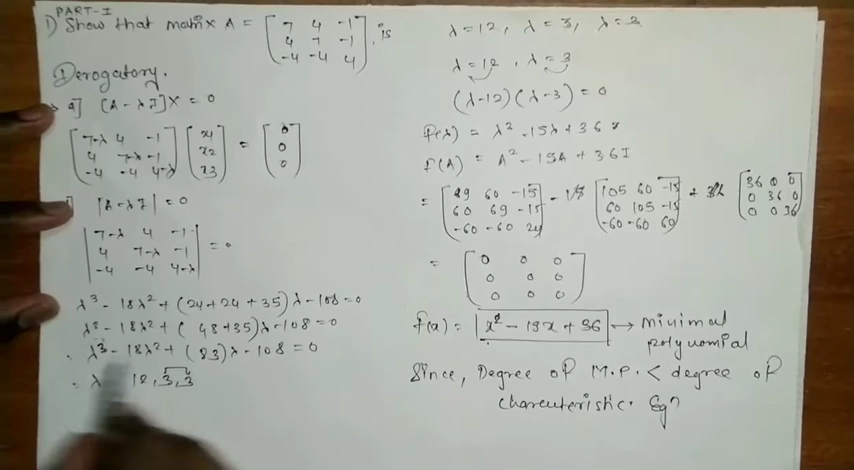 PART-I
1) Show that matrix A = [ 7 4 -1 ] is
[ 4 7 -1 ]
[ -4 -4 4 ]
Derogatory.
a] [A-λI]X = 0
[ 7-λ 4 -1 ] [ x1 ] = [ 0 ]
[ 4 7-λ -1 ] [ x2 ] [ 0 ]
[ -4 -4 4-λ ] [ x3 ] [ 0 ]
|A-λI| = 0
| 7-λ 4 -1 |
| 4 7-λ -1 | = 0
| -4 -4 4-λ |
λ³ - 18λ² + (24+24+35)λ - 108 = 0
λ³ - 18λ² + (48+35)λ - 108 = 0
λ³ - 18λ² + (83)λ - 108 = 0
λ 12, 3, 3
λ = 12, λ = 3, λ = 3
λ = 12, λ = 3
(λ-12)(λ-3) = 0
f(λ) = λ² - 15λ + 36
f(A) = A² - 15A + 36I
= [ 69 60 -15 ] - [ 105 60 -15 ] + [ 36 0 0 ]
[ 60 69 -15 ] [ 60 105 -15 ] [ 0 36 0 ]
[ -60 -60 24 ] [ -60 -60 60 ] [ 0 0 36 ]
= [ 0 0 0 ]
[ 0 0 0 ]
[ 0 0 0 ]
f(x) = x² - 15x + 36 → minimal
polynomial
Since, Degree of M.P. < degree of
charecteristic Eqⁿ